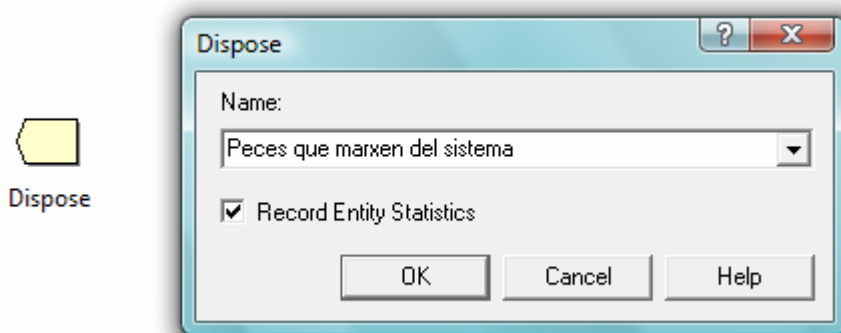 Dispose
Name:
Peces que marxen del sistema
Record Entity Statistics
OK
Cancel
Help
Dispose